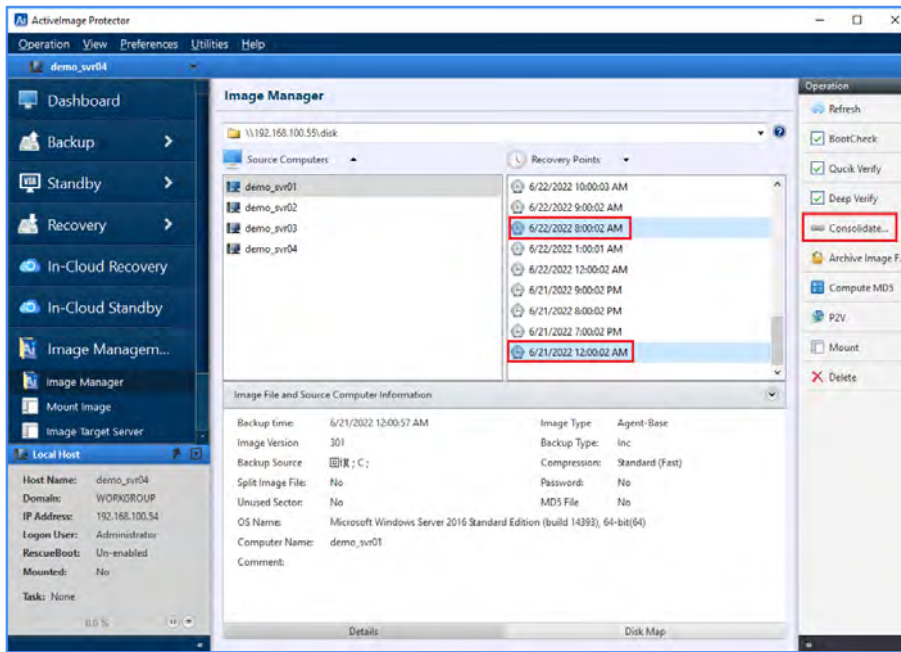 ActiveImage Protector
Operation View Preferences Utilities Help
demo_svr04
Dashboard
Backup
Standby
Recovery
In-Cloud Recovery
In-Cloud Standby
Image Managem...
Image Manager
Mount Image
Image Target Server
Local Host
Host Name: demo_svr04
Domain: WORKGROUP
IP Address: 192.168.100.54
Logon User: Administrator
RescueBoot: Un-enabled
Mounted: No
Task: None
0.0 %
Image Manager
\\192.168.100.55\disk
Source Computers
demo_svr01
demo_svr02
demo_svr03
demo_svr04
Recovery Points
6/22/2022 10:00:03 AM
6/22/2022 9:00:02 AM
6/22/2022 8:00:02 AM
6/22/2022 1:00:01 AM
6/22/2022 12:00:02 AM
6/21/2022 9:00:02 PM
6/21/2022 8:00:02 PM
6/21/2022 7:00:02 PM
6/21/2022 12:00:02 AM
Image File and Source Computer Information
Backup time: 6/21/2022 12:00:57 AM
Image Version 301
Backup Source ; C ;
Split Image File: No
Unused Sector: No
OS Name: Microsoft Windows Server 2016 Standard Edition (build 14393), 64-bit(64)
Computer Name: demo_svr01
Comment:
Image Type Agent-Base
Backup Type: Inc
Compression: Standard (Fast)
Password: No
MD5 File No
Details
Disk Map
Operation
Refresh
BootCheck
Qucik Verify
Deep Verify
Consolidate...
Archive Image F...
Compute MD5
P2V
Mount
Delete